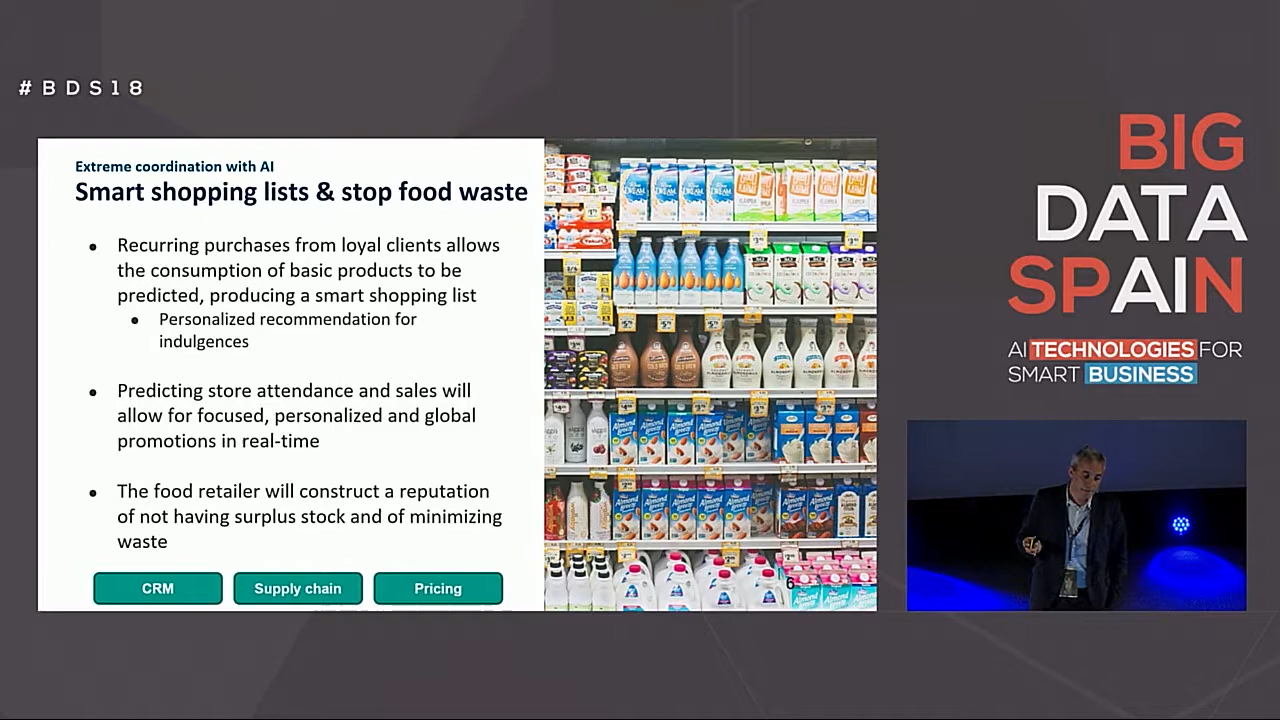 #BDS18
Extreme coordination with AI
Smart shopping lists & stop food waste
● Recurring purchases from loyal clients allows
the consumption of basic products to be
predicted, producing a smart shopping list
● Personalized recommendation for
indulgences
● Predicting store attendance and sales will
allow for focused, personalized and global
promotions in real-time
● The food retailer will construct a reputation
of not having surplus stock and of minimizing
waste
CRM
Supply chain
Pricing
6
BIG
DATA
SPAIN
AI TECHNOLOGIES FOR
SMART BUSINESS
DREAM
Almond
Breeze